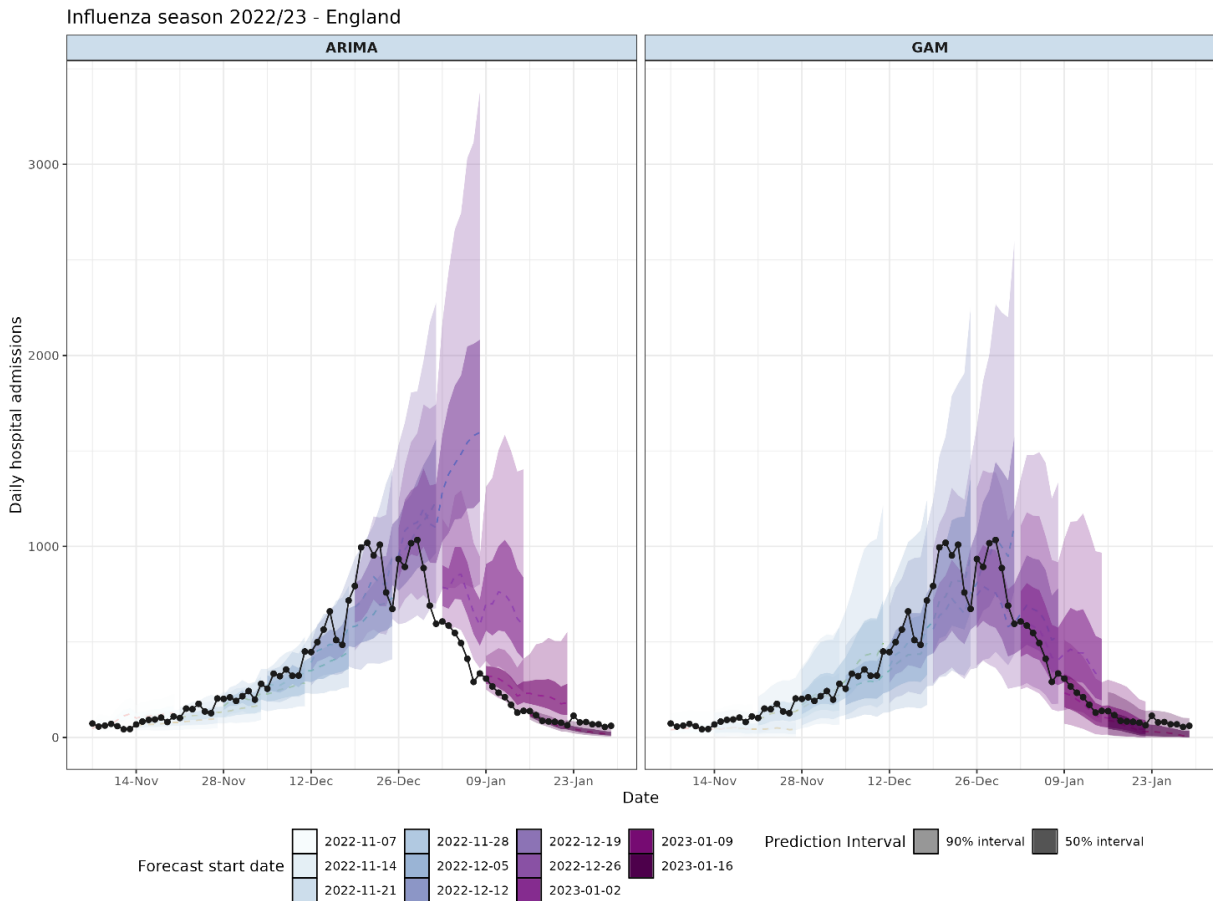 Influenza season 2022/23 - England
ARIMA
GAM
Daily hospital admissions
3000
2000
1000
0
14-Nov 28-Nov 12-Dec 26-Dec 09-Jan 23-Jan
14-Nov 28-Nov 12-Dec 26-Dec 09-Jan 23-Jan
Date
Forecast start date
2022-11-07
2022-11-14
2022-11-21
2022-11-28
2022-12-05
2022-12-12
2022-12-19
2022-12-26
2023-01-02
2023-01-09
2023-01-16
Prediction Interval
90% interval
50% interval